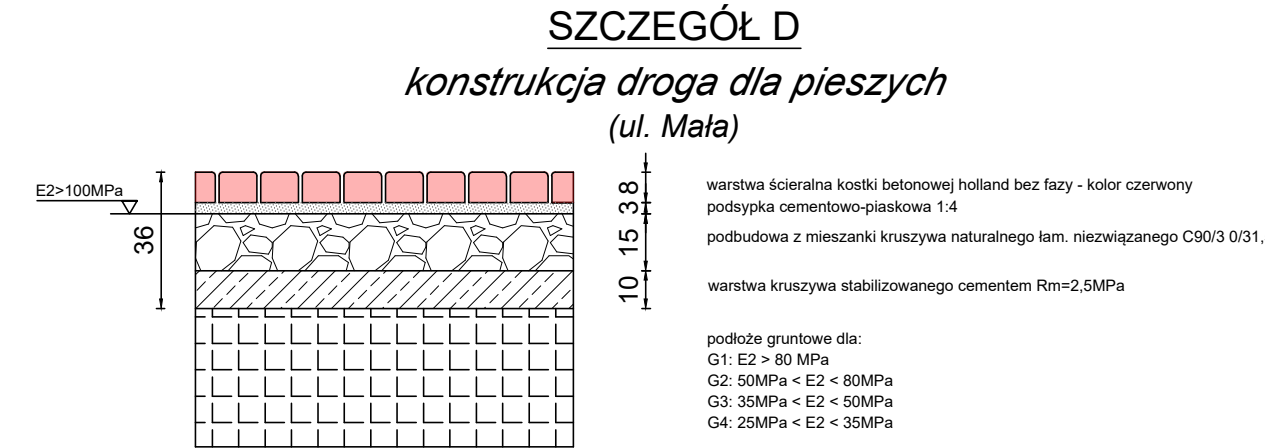 SZCZEGÓŁ D
konstrukcja droga dla pieszych
(ul. Mała)
E2>100MPa
36
8
3
15
10
warstwa ścieralna kostki betonowej holland bez fazy - kolor czerwony
podsypka cementowo-piaskowa 1:4
podbudowa z mieszanki kruszywa naturalnego łam. niezwiązanego C90/3 0/31,
warstwa kruszywa stabilizowanego cementem Rm=2,5MPa
podłoże gruntowe dla:
G1: E2 > 80 MPa
G2: 50MPa < E2 < 80MPa
G3: 35MPa < E2 < 50MPa
G4: 25MPa < E2 < 35MPa